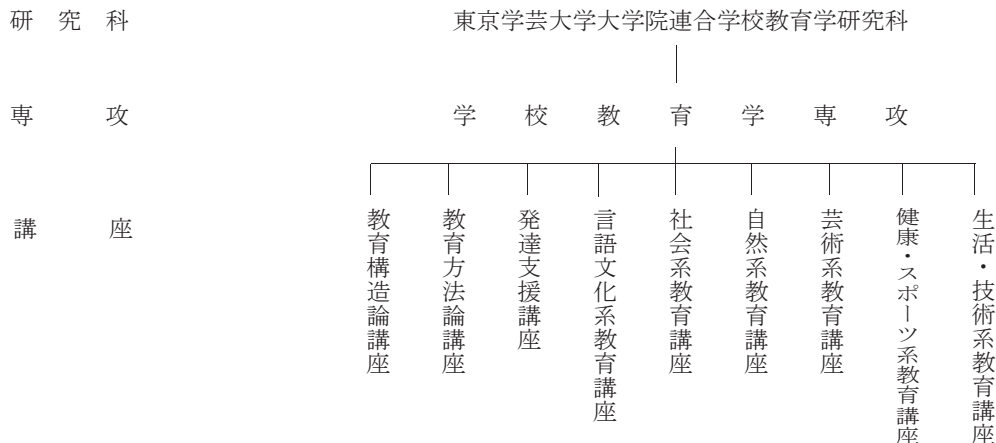 研究科
東京学芸大学大学院連合学校教育学研究科
専攻
学校教育学専攻
講座
教育構造論講座
教育方法論講座
発達支援講座
言語文化系教育講座
社会系教育講座
自然系教育講座
芸術系教育講座
健康・スポーツ系教育講座
生活・技術系教育講座